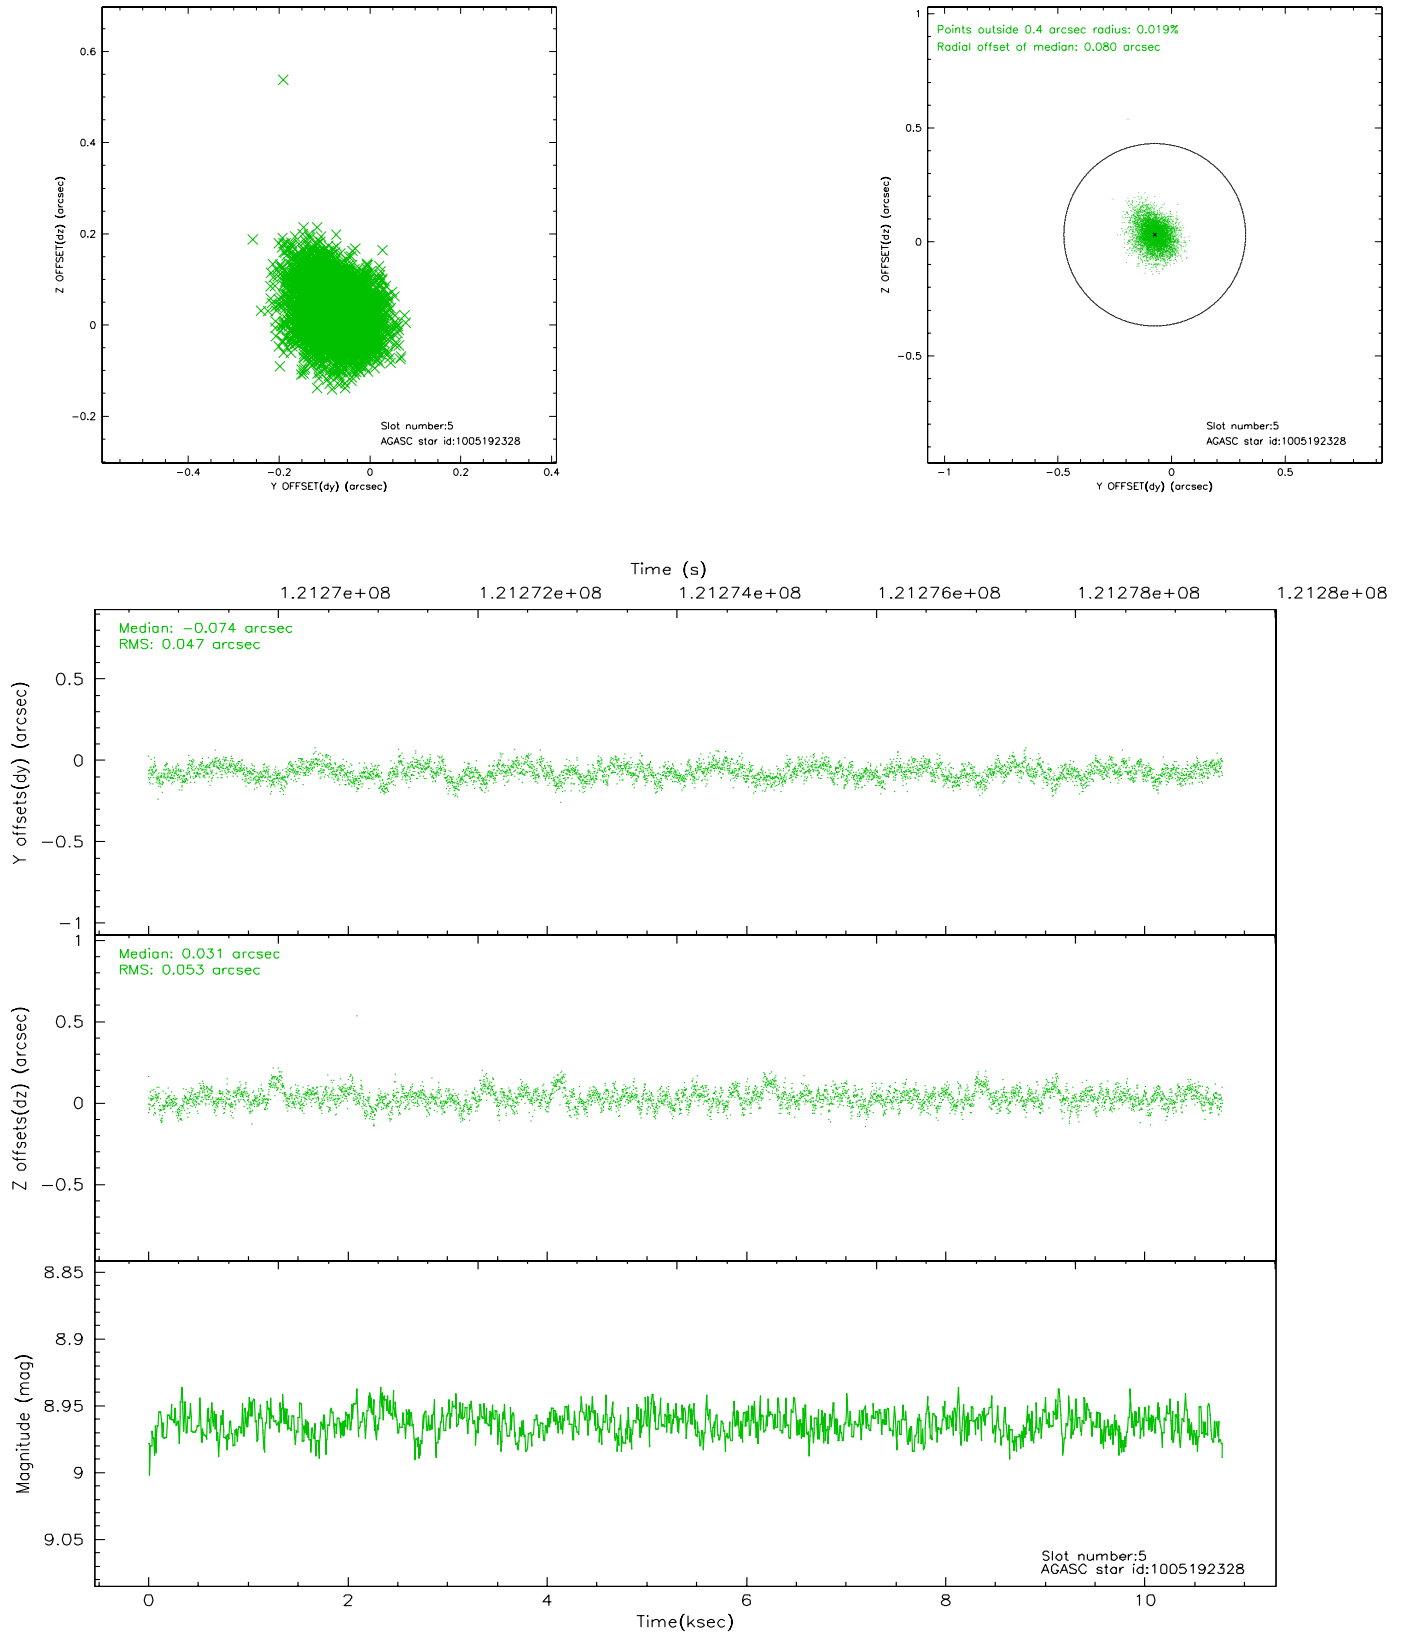 0.6
0.4
0.2
0
-0.2
-0.4
-0.2
0
0.2
0.4
Z OFFSET(dz) (arcsec)
Y OFFSET(dy) (arcsec)
Slot number:5
AGASC star id:1005192328
Points outside 0.4 arcsec radius: 0.019%
Radial offset of median: 0.080 arcsec
1
0.5
0
-0.5
-1
-0.5
0
0.5
Z OFFSET(dz) (arcsec)
Y OFFSET(dy) (arcsec)
Slot number:5
AGASC star id:1005192328
Time (s)
1.2127e+08
1.21272e+08
1.21274e+08
1.21276e+08
1.21278e+08
1.2128e+08
Median: -0.074 arcsec
RMS: 0.047 arcsec
0.5
0
-0.5
-1
Y offsets(dy) (arcsec)
Median: 0.031 arcsec
RMS: 0.053 arcsec
1
0.5
0
-0.5
Z offsets(dz) (arcsec)
8.85
8.9
8.95
9
9.05
Magnitude (mag)
Slot number:5
AGASC star id:1005192328
0
2
4
6
8
10
Time(ksec)